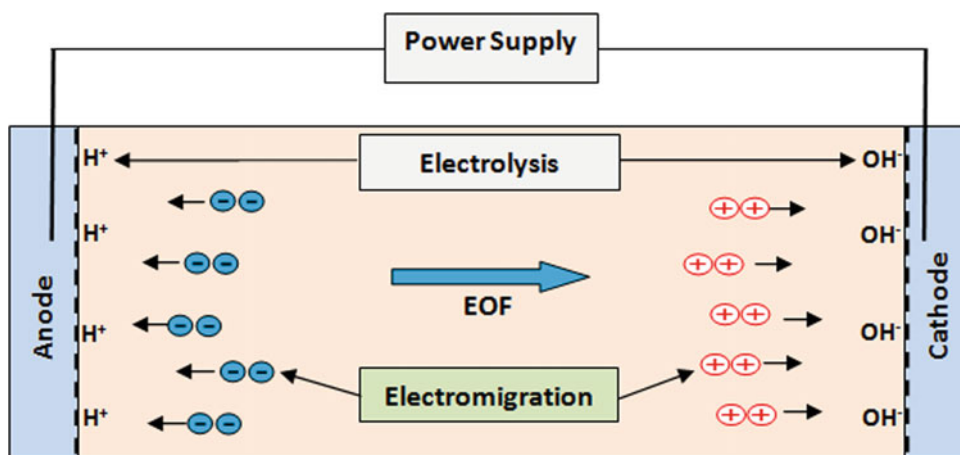 Power Supply
H⁺
Electrolysis
OH⁻
H⁺
OH⁻
EOF
Anode
Cathode
H⁺
OH⁻
Electromigration
H⁺
OH⁻